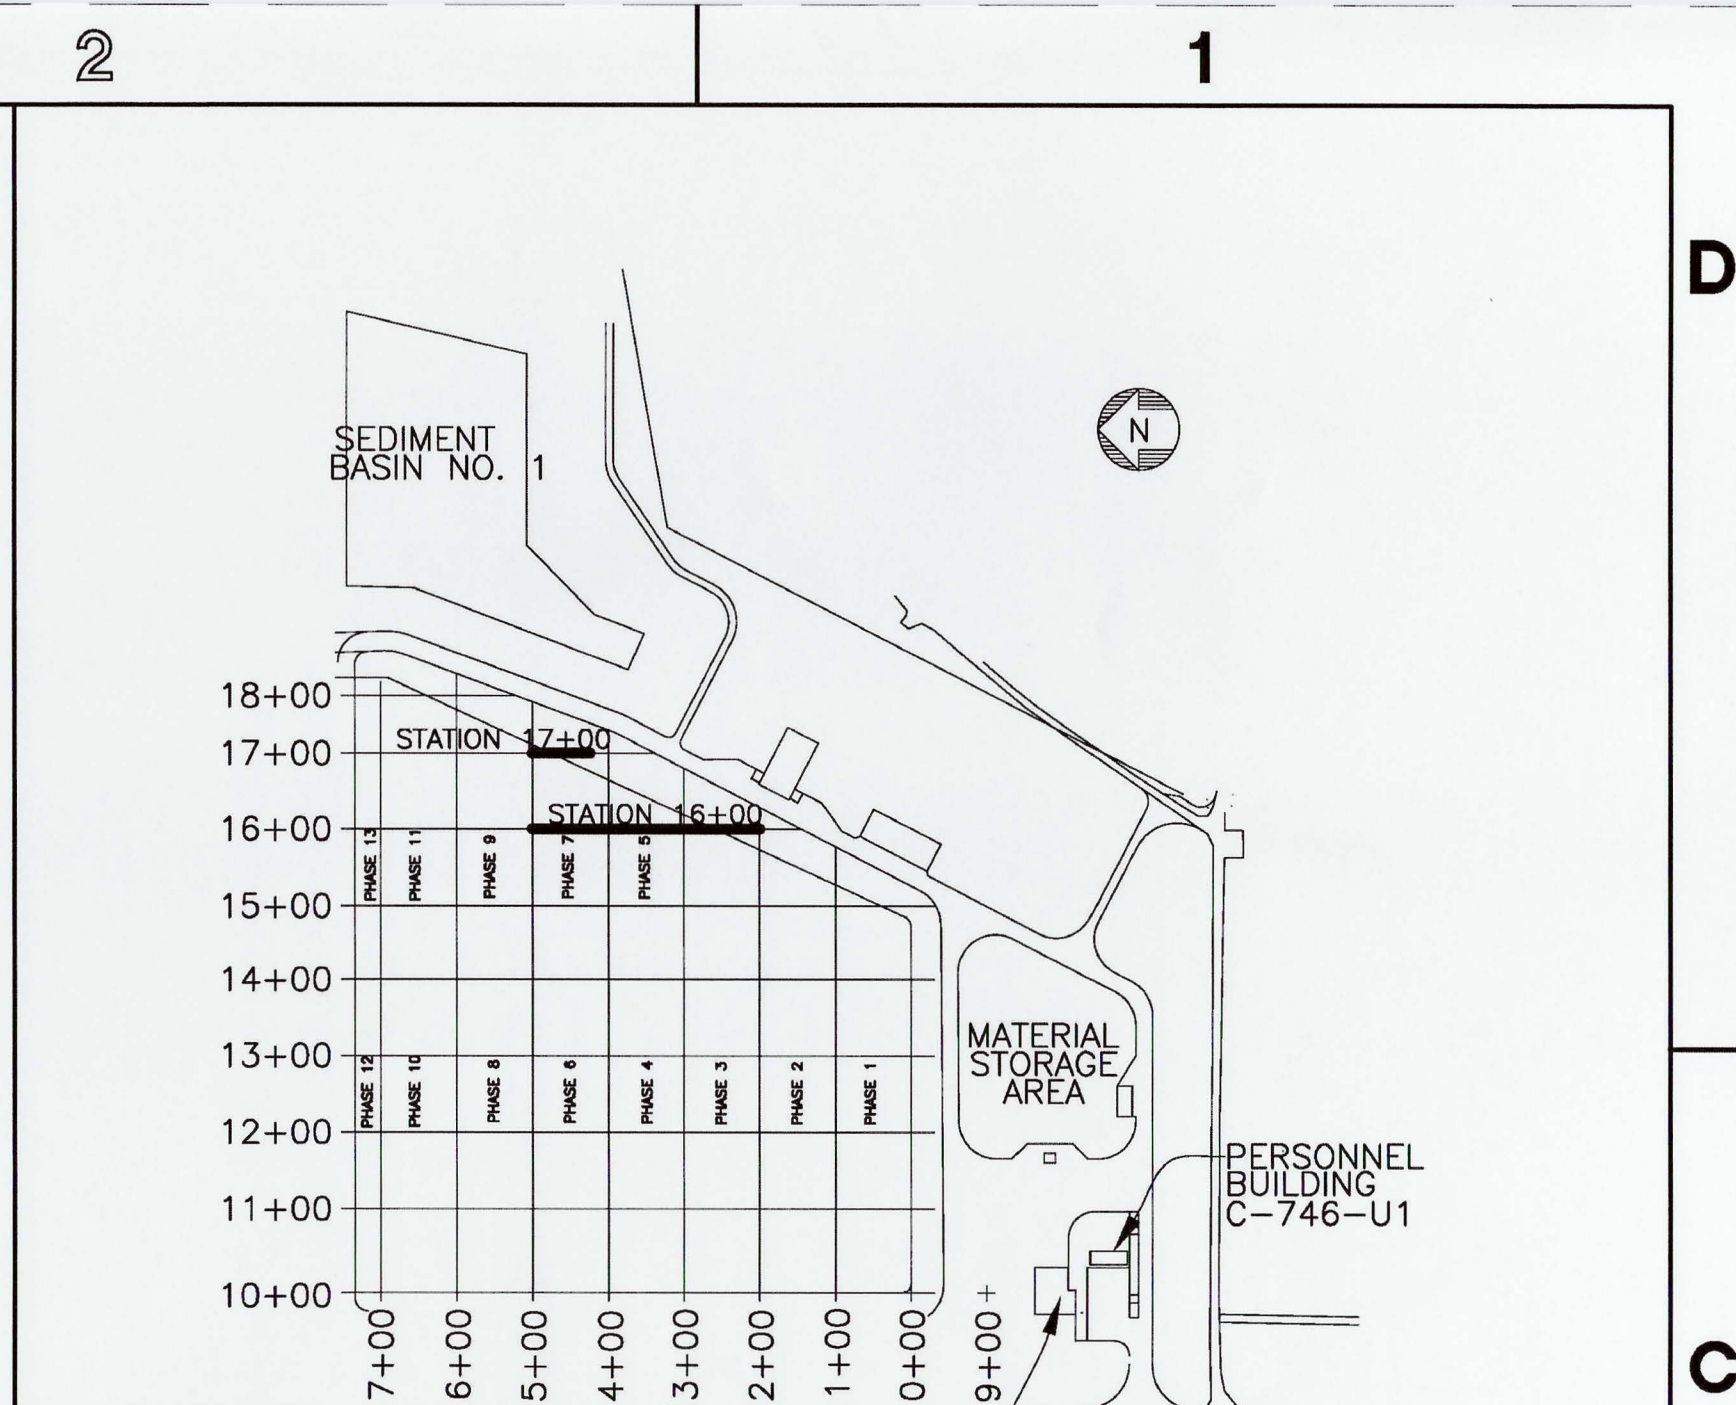 2
1
D
SEDIMENT
BASIN NO. 1
N
18+00
STATION 17+00
17+00
STATION 16+00
16+00
PHASE 13
PHASE 11
PHASE 9
PHASE 7
PHASE 5
15+00
14+00
MATERIAL
STORAGE
AREA
13+00
PHASE 12
PHASE 10
PHASE 8
PHASE 6
PHASE 4
PHASE 3
PHASE 2
PHASE 1
12+00
PERSONNEL
BUILDING
C-746-U1
11+00
10+00
7+00
6+00
5+00
4+00
3+00
2+00
1+00
0+00
9+00
C